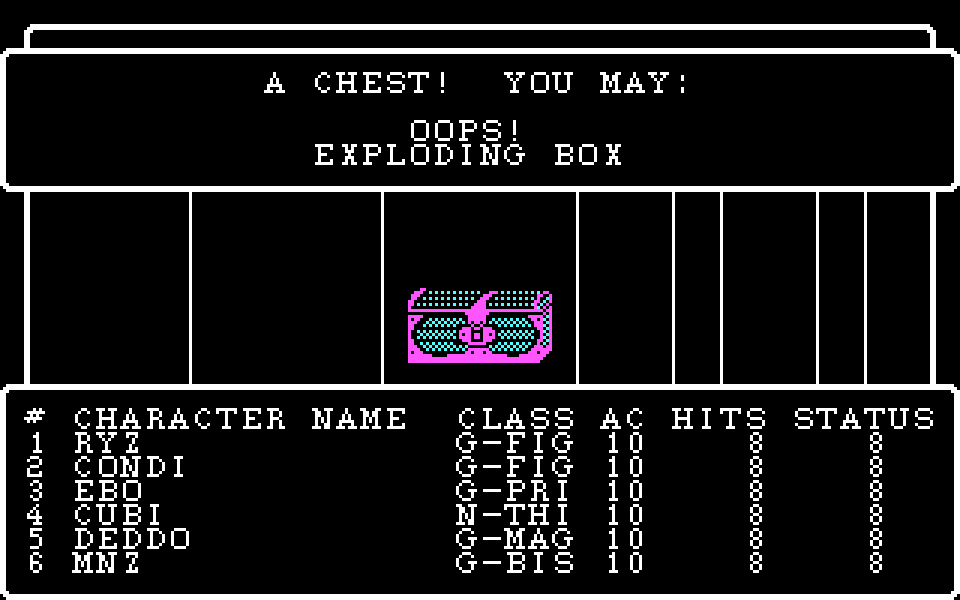 A CHEST! YOU MAY:
OOPS!
EXPLODING BOX
# CHARACTER NAME CLASS AC HITS STATUS
1 RYZ G-FIG 10 8 8
2 CONDI G-FIG 10 8 8
3 EBO G-PRI 10 8 8
4 CUBI N-THI 10 8 8
5 DEDDO G-MAG 10 8 8
6 MNZ G-BIS 10 8 8